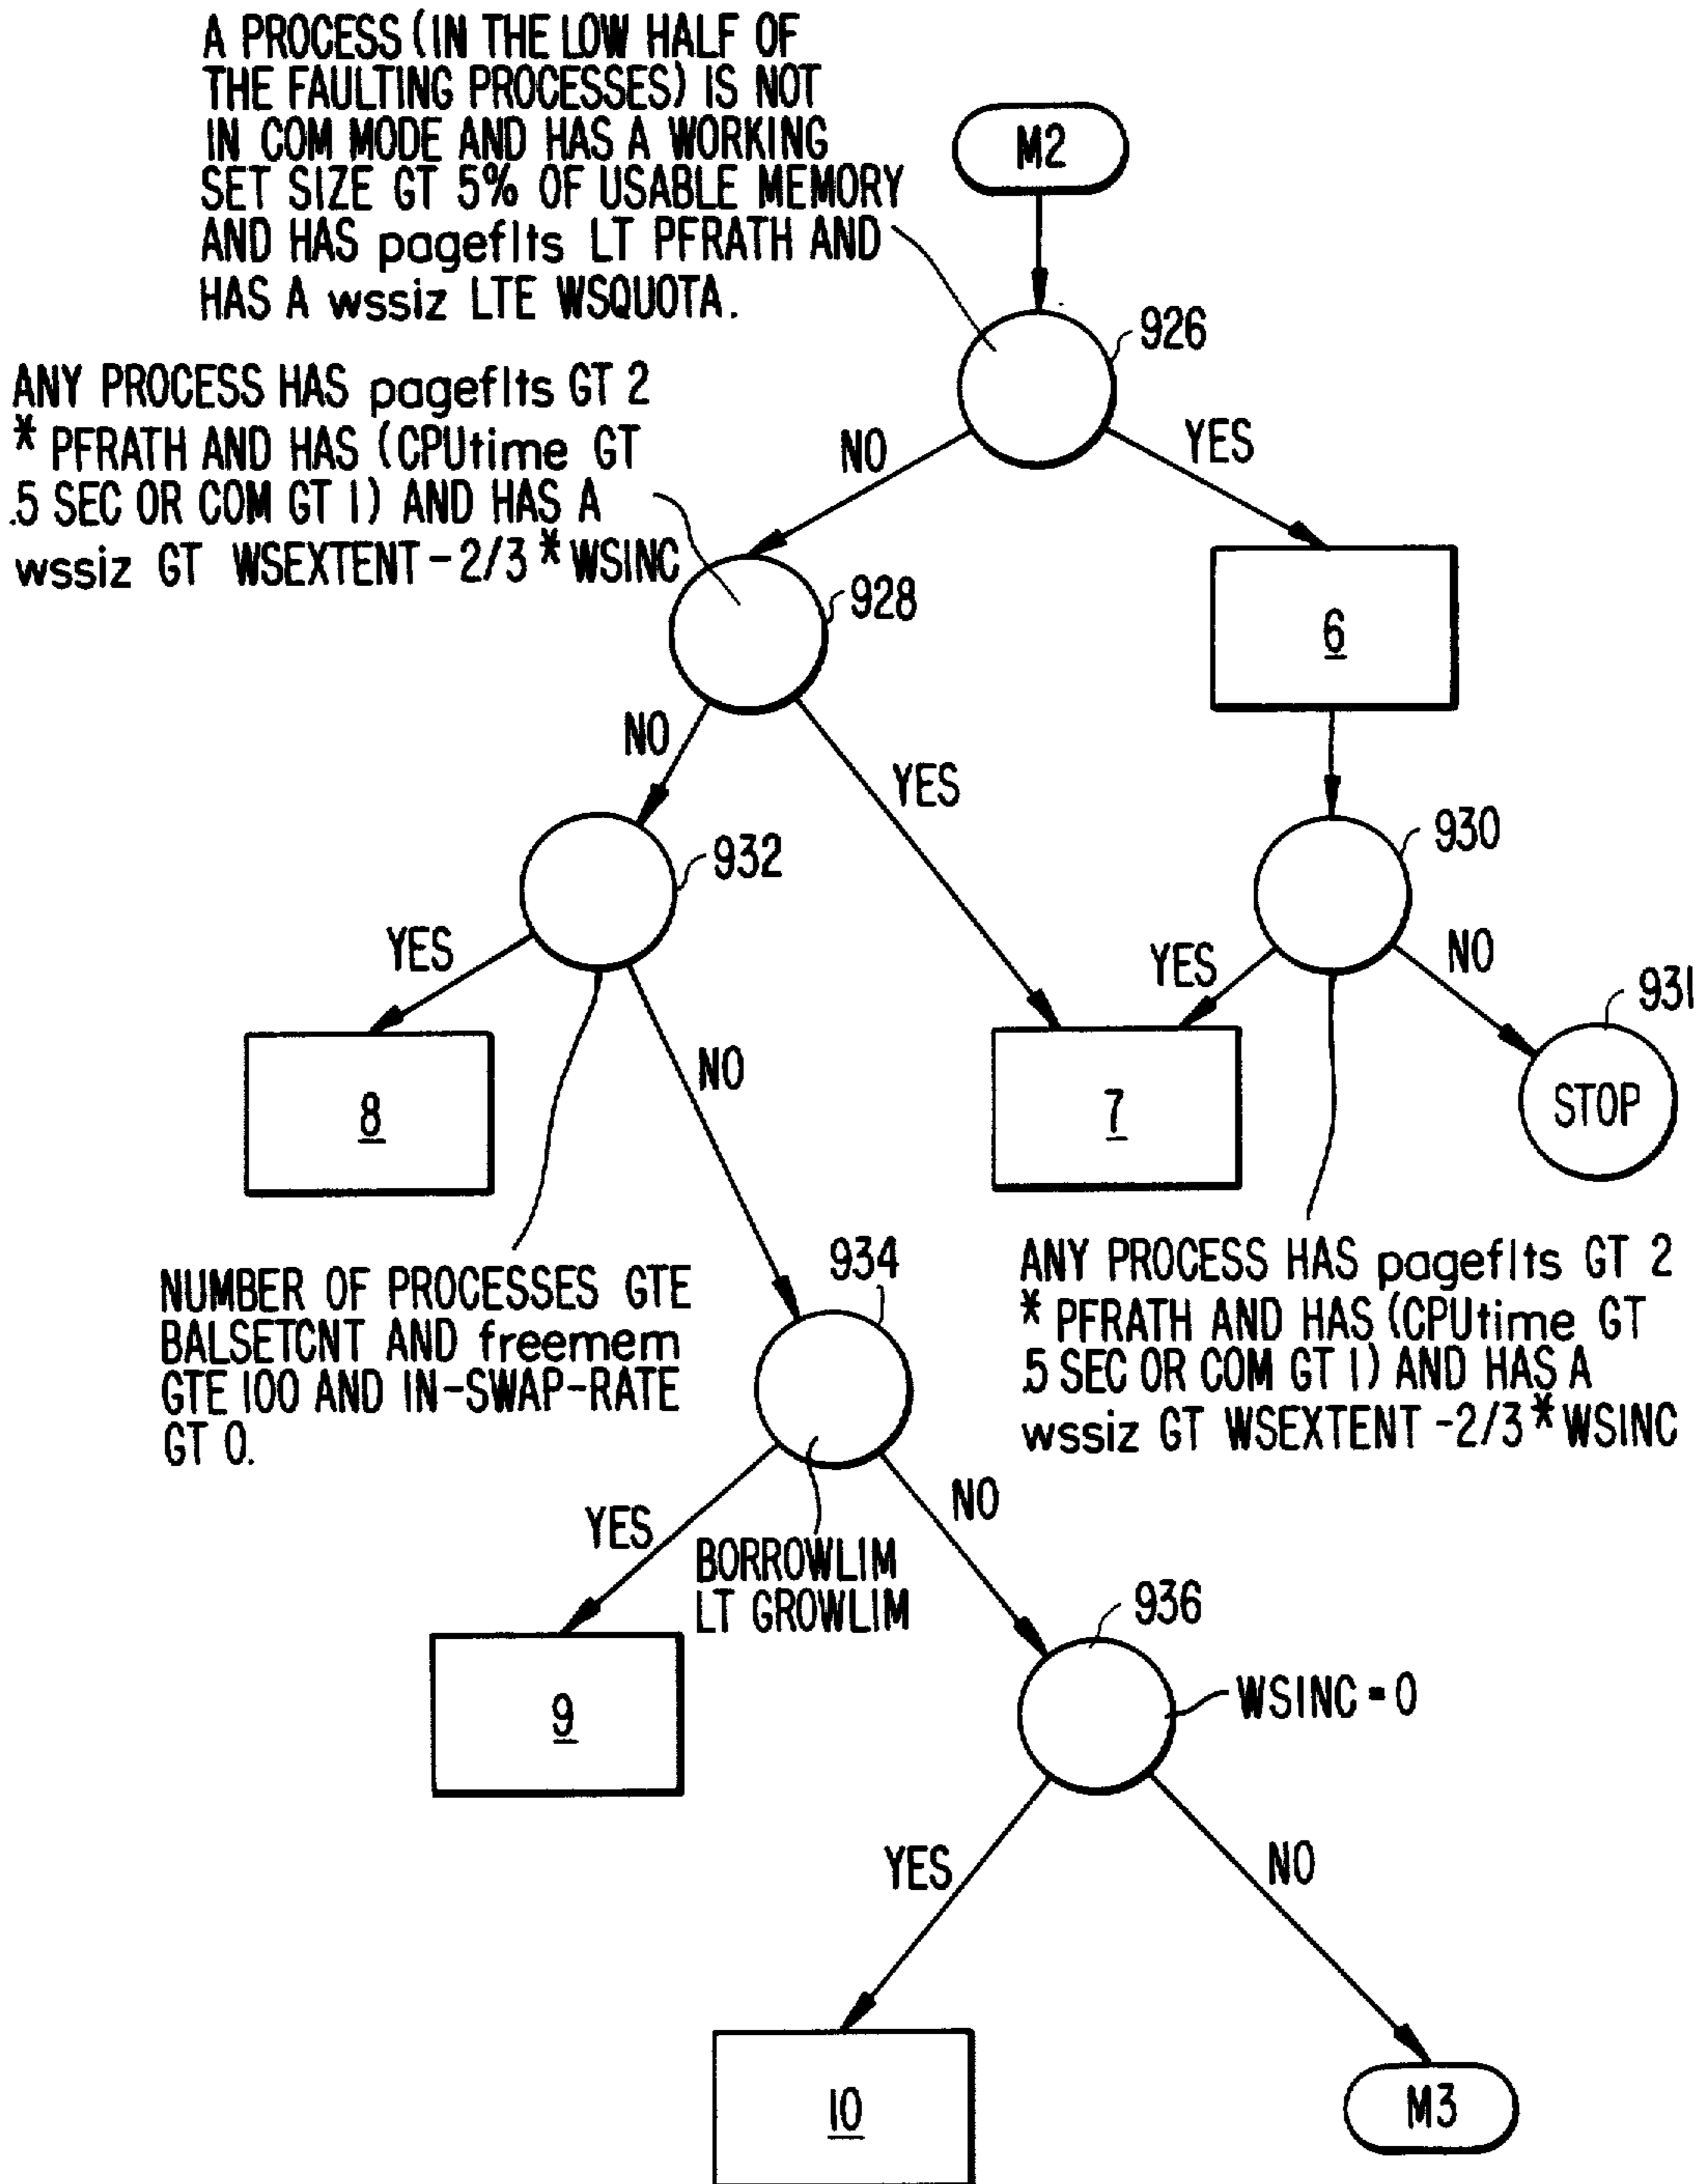 A PROCESS (IN THE LOW HALF OF
THE FAULTING PROCESSES) IS NOT
IN COM MODE AND HAS A WORKING
SET SIZE GT 5% OF USABLE MEMORY
AND HAS pageflts LT PFRATH AND
HAS A wssiz LTE WSQUOTA.
M2
926
ANY PROCESS HAS pageflts GT 2
* PFRATH AND HAS (CPUtime GT
.5 SEC OR COM GT 1) AND HAS A
wssiz GT WSEXTENT - 2/3 * WSINC
NO
YES
928
6
NO
YES
932
930
YES
NO
YES
NO
931
8
7
STOP
NUMBER OF PROCESSES GTE
BALSETCNT AND freemem
GTE 100 AND IN-SWAP-RATE
GT 0.
934
ANY PROCESS HAS pageflts GT 2
* PFRATH AND HAS (CPUtime GT
.5 SEC OR COM GT 1) AND HAS A
wssiz GT WSEXTENT -2/3 * WSINC
YES
NO
BORROWLIM
LT GROWLIM
936
9
WSINC = 0
YES
NO
10
M3